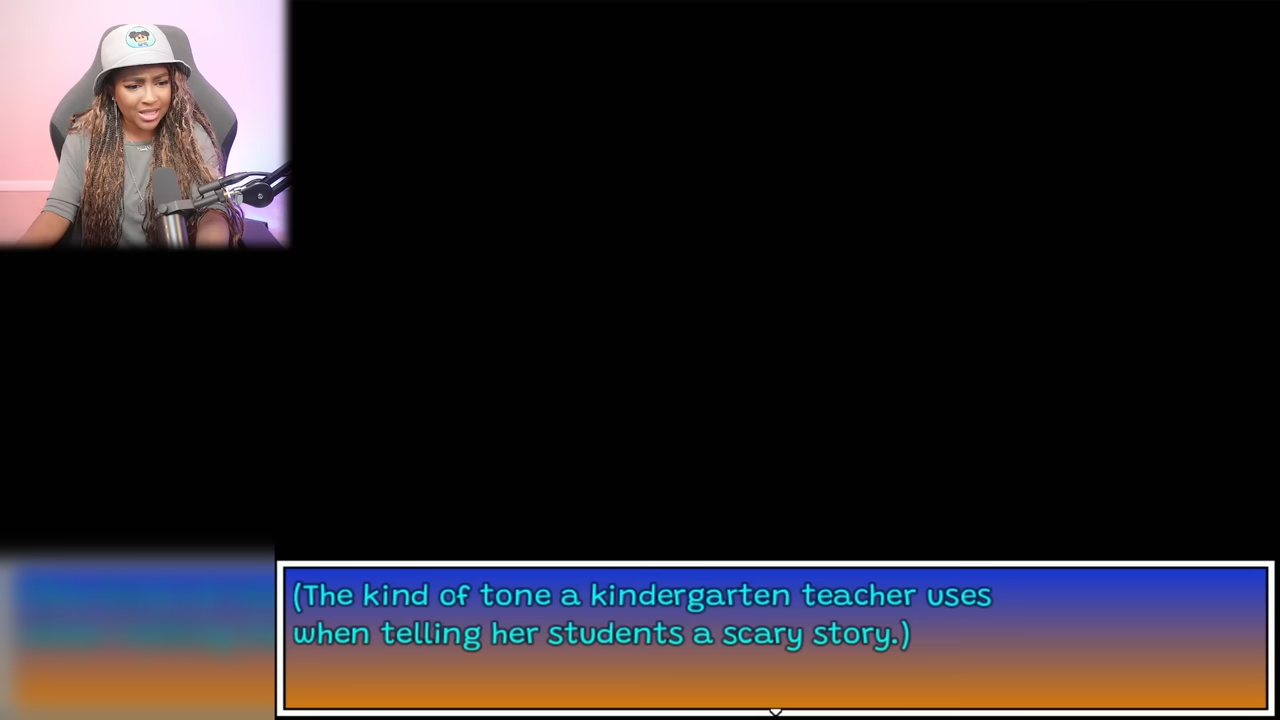 (The kind of tone a kindergarten teacher uses
when telling her students a scary story.)